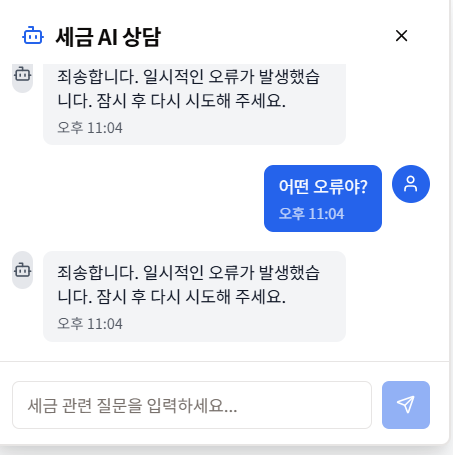 세금 AI 상담
죄송합니다. 일시적인 오류가 발생했습
니다. 잠시 후 다시 시도해 주세요.
오후 11:04
어떤 오류야?
오후 11:04
죄송합니다. 일시적인 오류가 발생했습
니다. 잠시 후 다시 시도해 주세요.
오후 11:04
세금 관련 질문을 입력하세요...